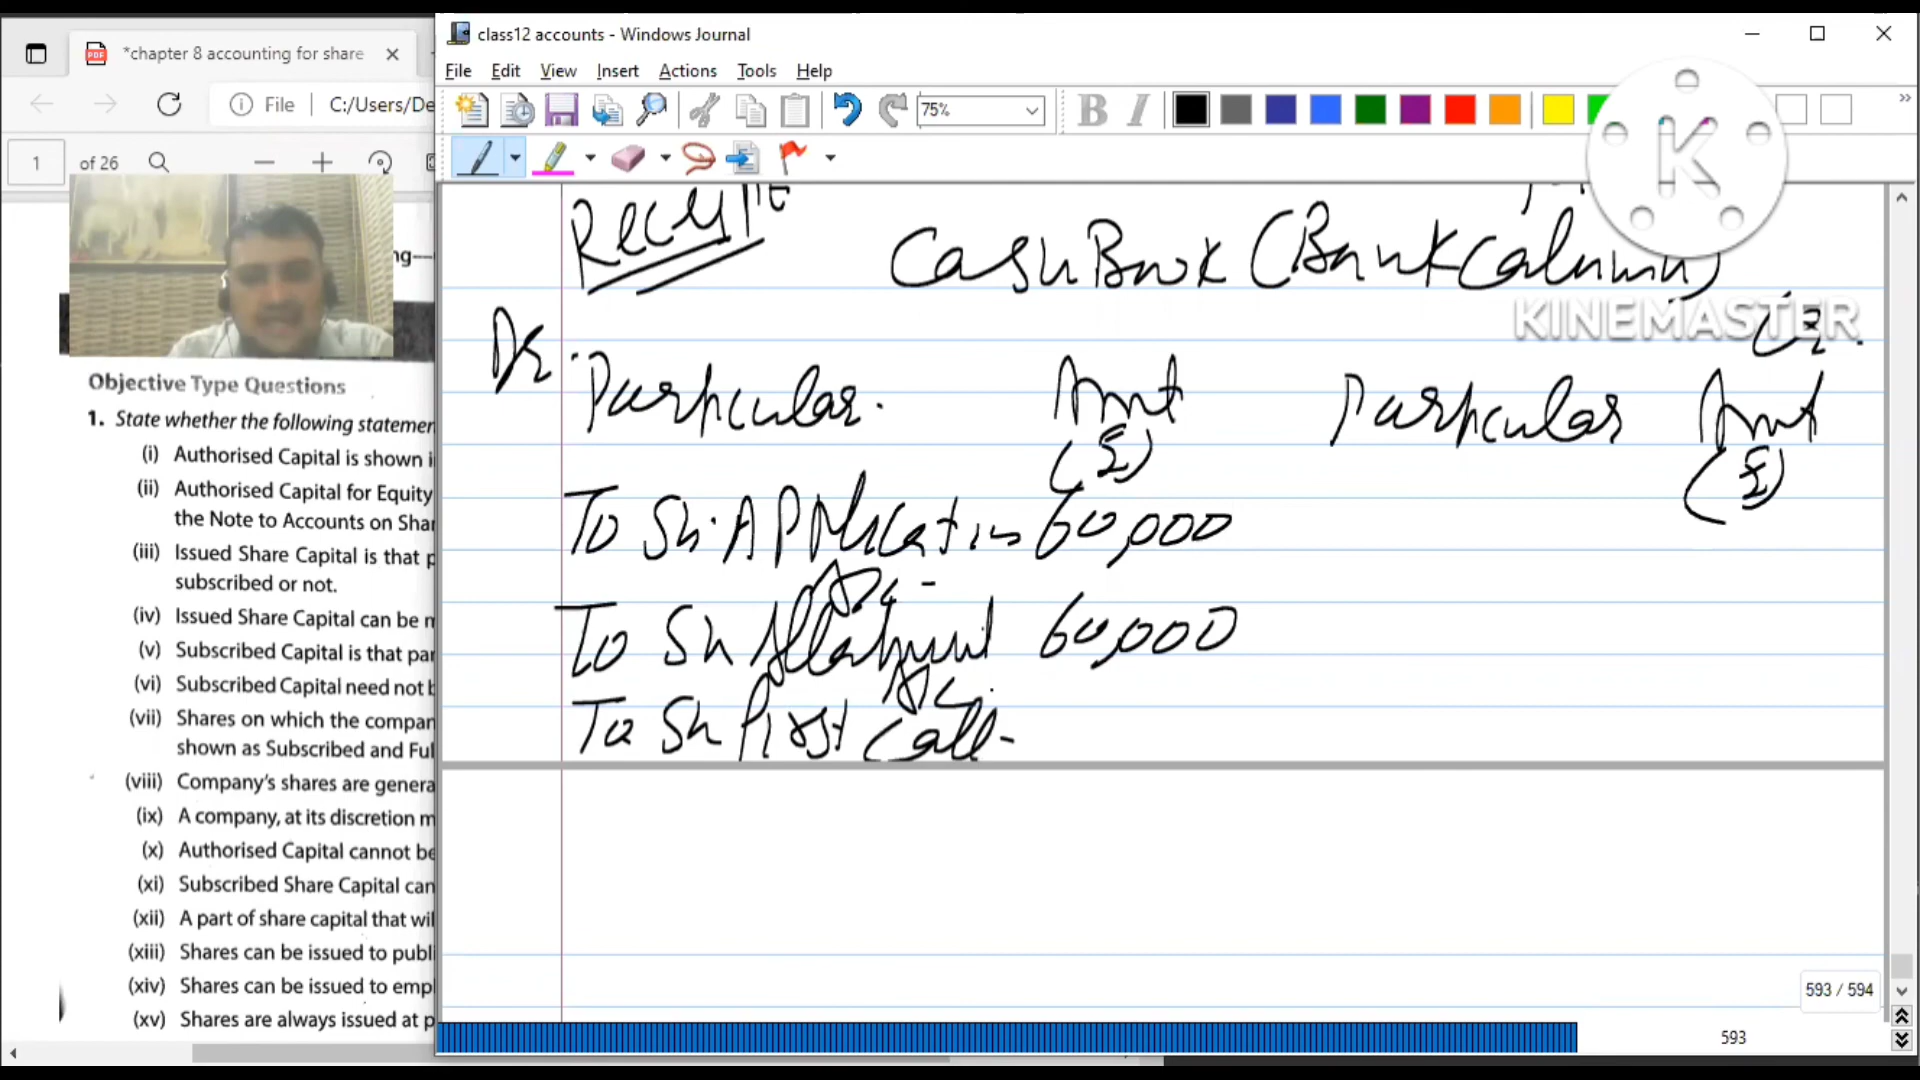 *chapter 8 accounting for share
class12 accounts - Windows Journal
File Edit View Insert Actions Tools Help
File C:/Users/De
75%
B I
1 of 26
K
KINEMASTER
Receipt
Cash Book (Bank Column)
Dr. Cr.
Particular. Amt Particular Amt
(₹) (₹)
To Sh. Application 60,000
A/c -
To Sh Allotment 60,000
A/c.
To Sh First Call-
ng—
Objective Type Questions
1. State whether the following statemen
(i) Authorised Capital is shown i
(ii) Authorised Capital for Equity
the Note to Accounts on Shar
(iii) Issued Share Capital is that p
subscribed or not.
(iv) Issued Share Capital can be m
(v) Subscribed Capital is that par
(vi) Subscribed Capital need not b
(vii) Shares on which the compan
shown as Subscribed and Ful
(viii) Company's shares are genera
(ix) A company, at its discretion m
(x) Authorised Capital cannot be
(xi) Subscribed Share Capital can
(xii) A part of share capital that wil
(xiii) Shares can be issued to publi
(xiv) Shares can be issued to empl
(xv) Shares are always issued at p
593 / 594
593